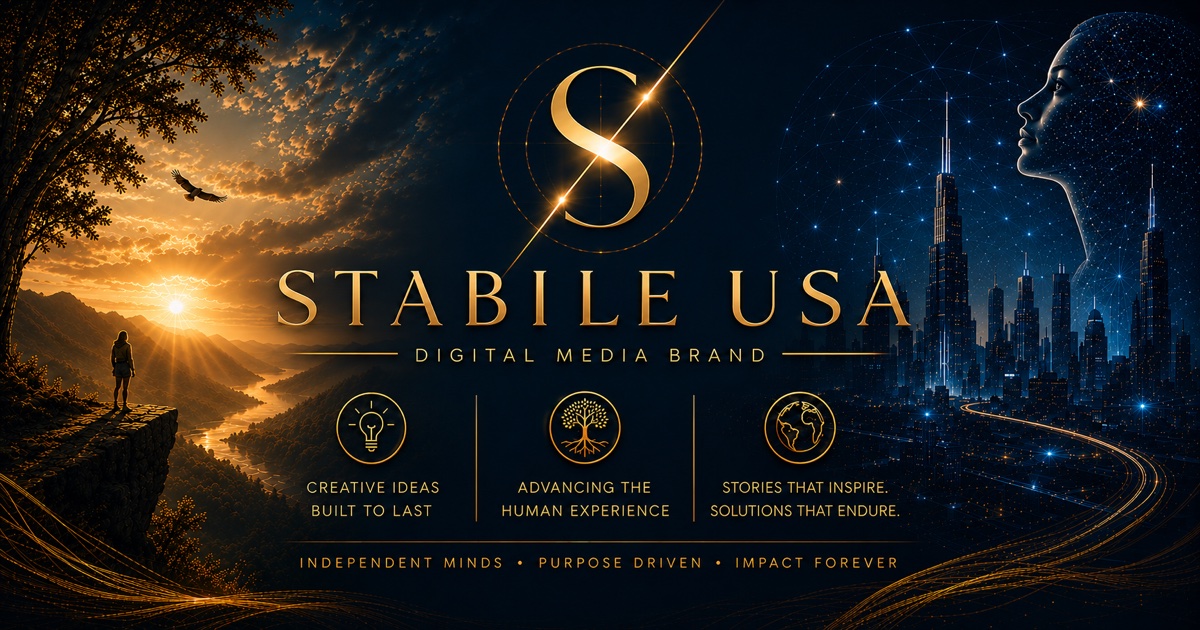 S
STABILE USA
DIGITAL MEDIA BRAND
CREATIVE IDEAS
BUILT TO LAST
ADVANCING THE
HUMAN EXPERIENCE
STORIES THAT INSPIRE.
SOLUTIONS THAT ENDURE.
INDEPENDENT MINDS • PURPOSE DRIVEN • IMPACT FOREVER